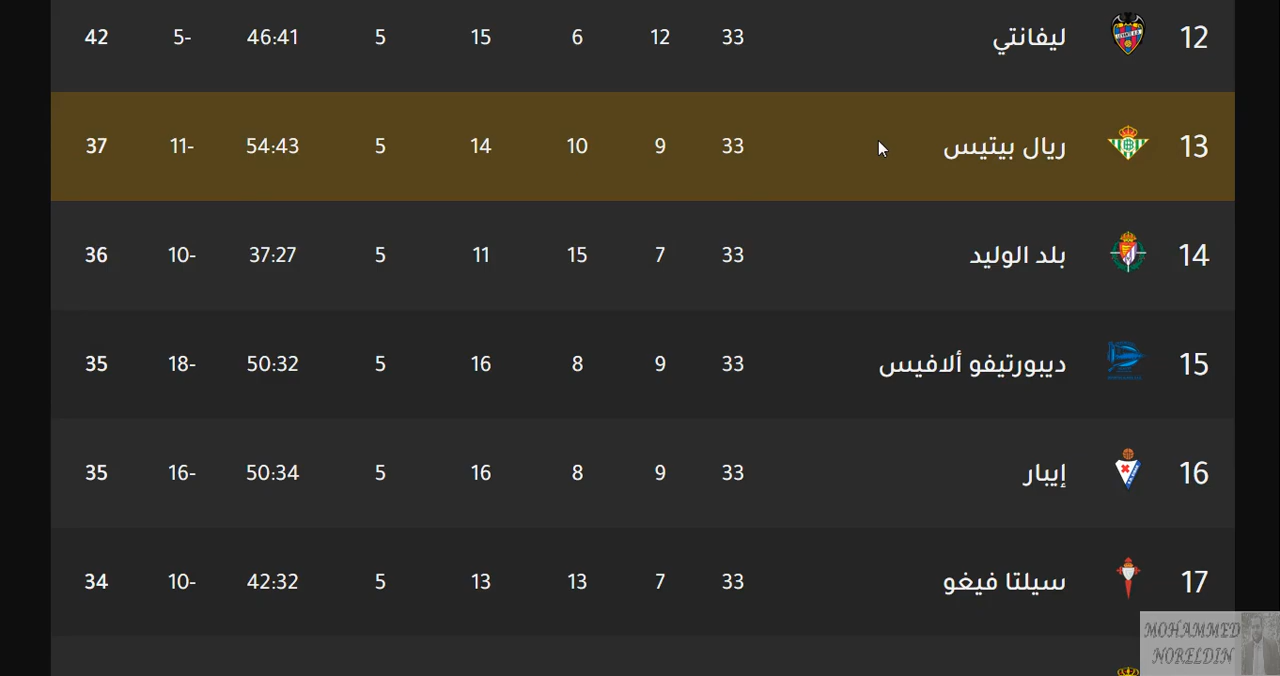 12 ليفانتي 33 12 6 15 5 46:41 5- 42
13 ريال بيتيس 33 9 10 14 5 54:43 11- 37
14 بلد الوليد 33 7 15 11 5 37:27 10- 36
15 ديبورتيفو ألافيس 33 9 8 16 5 50:32 18- 35
16 إيبار 33 9 8 16 5 50:34 16- 35
17 سيلتا فيغو 33 7 13 13 5 42:32 10- 34
MOHAMMED
NORELDIN